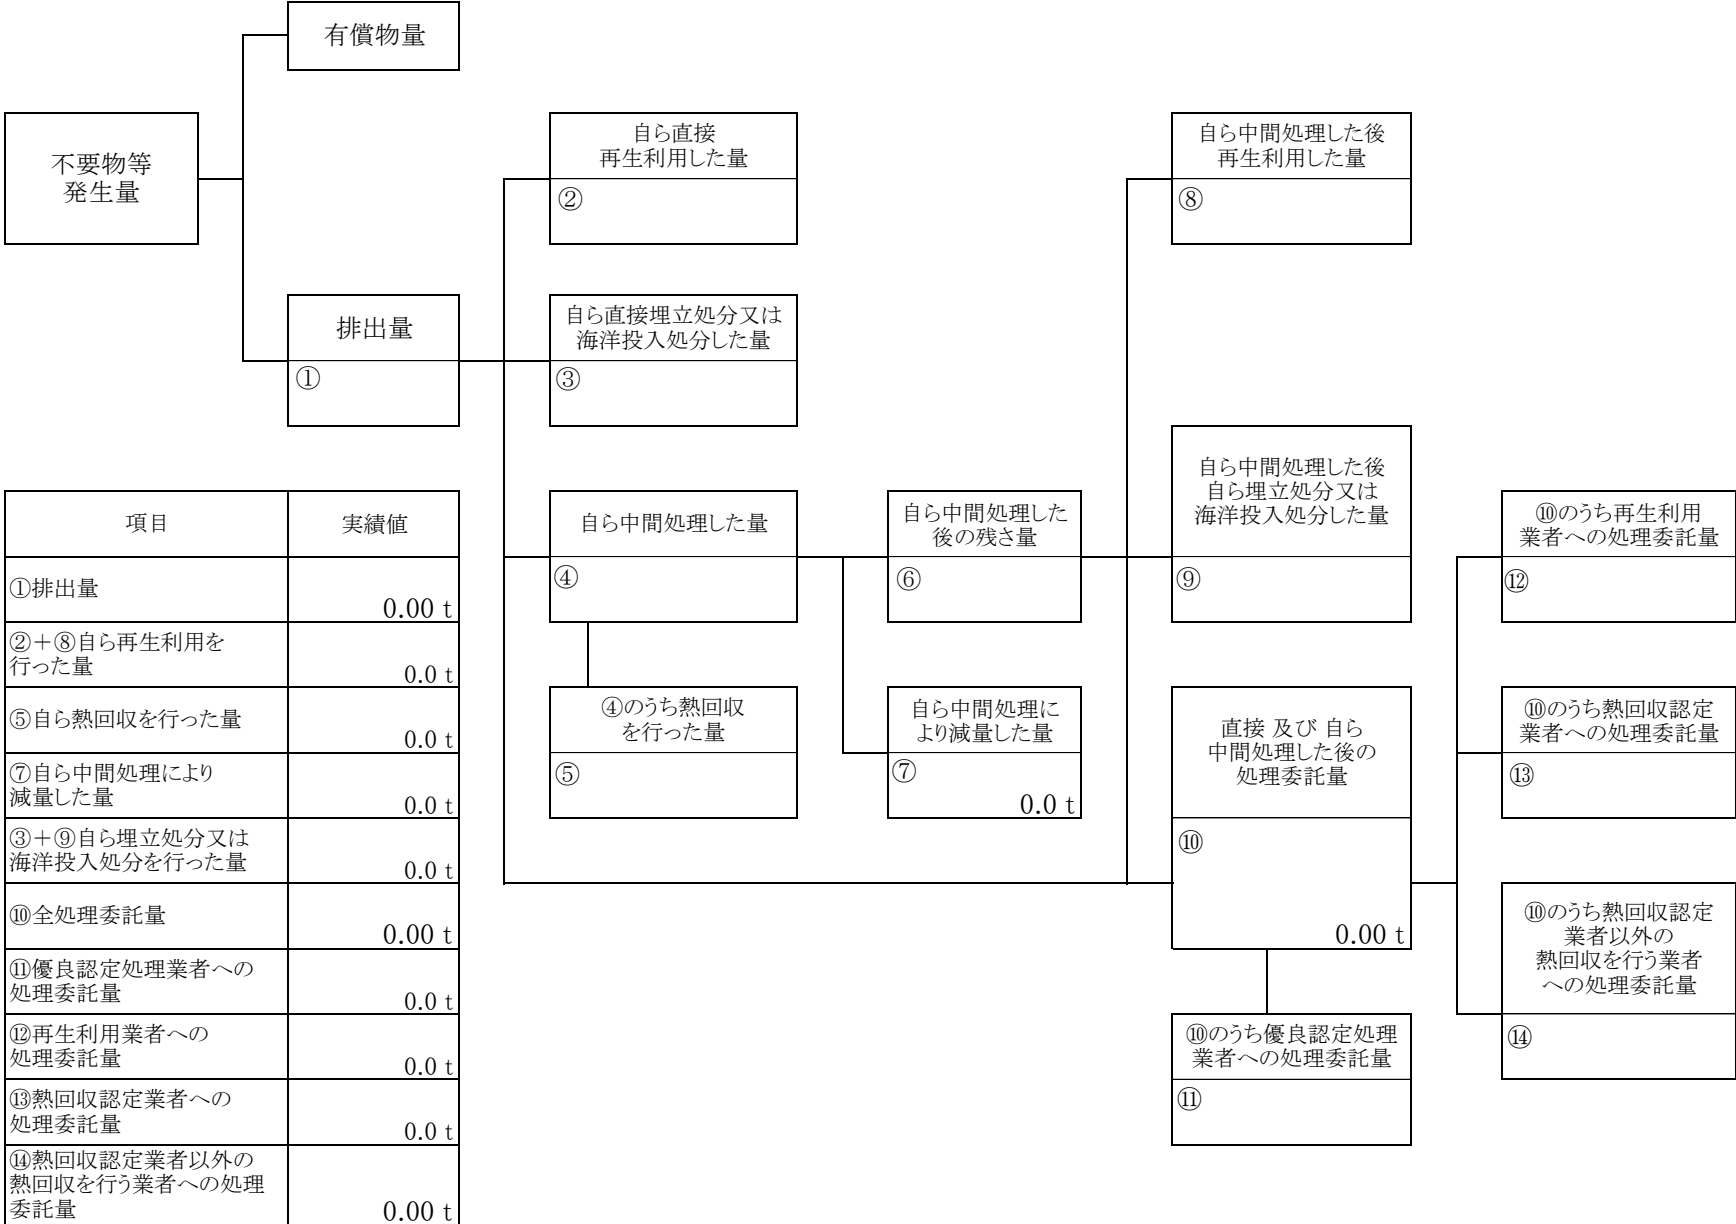 有償物量
不要物等
発生量
自ら直接
再生利用した量
②
自ら中間処理した後
再生利用した量
⑧
排出量
①
自ら直接埋立処分又は
海洋投入処分した量
③
自ら中間処理した量
④
自ら中間処理した
後の残さ量
⑥
自ら中間処理した後
自ら埋立処分又は
海洋投入処分した量
⑨
⑩のうち再生利用
業者への処理委託量
⑫
④のうち熱回収
を行った量
⑤
自ら中間処理に
より減量した量
⑦
0.0 t
直接 及び 自ら
中間処理した後の
処理委託量
⑩
0.00 t
⑩のうち熱回収認定
業者への処理委託量
⑬
⑩のうち熱回収認定
業者以外の
熱回収を行う業者
への処理委託量
⑭
⑩のうち優良認定処理
業者への処理委託量
⑪
項目 実績値
①排出量
0.00 t
②＋⑧自ら再生利用を
行った量
0.0 t
⑤自ら熱回収を行った量
0.0 t
⑦自ら中間処理により
減量した量
0.0 t
③＋⑨自ら埋立処分又は
海洋投入処分を行った量
0.0 t
⑩全処理委託量
0.00 t
⑪優良認定処理業者への
処理委託量
0.0 t
⑫再生利用業者への
処理委託量
0.0 t
⑬熱回収認定業者への
処理委託量
0.0 t
⑭熱回収認定業者以外の
熱回収を行う業者への処理
委託量
0.00 t